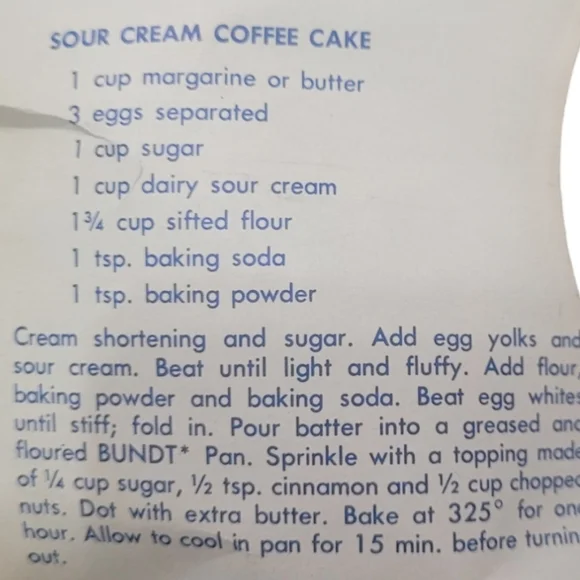 SOUR CREAM COFFEE CAKE
1 cup margarine or butter
3 eggs separated
1 cup sugar
1 cup dairy sour cream
1¾ cup sifted flour
1 tsp. baking soda
1 tsp. baking powder
Cream shortening and sugar. Add egg yolks and
sour cream. Beat until light and fluffy. Add flour,
baking powder and baking soda. Beat egg whites
until stiff; fold in. Pour batter into a greased and
floured BUNDT* Pan. Sprinkle with a topping made
of ¼ cup sugar, ½ tsp. cinnamon and ½ cup chopped
nuts. Dot with extra butter. Bake at 325° for one
hour. Allow to cool in pan for 15 min. before turnin
out.